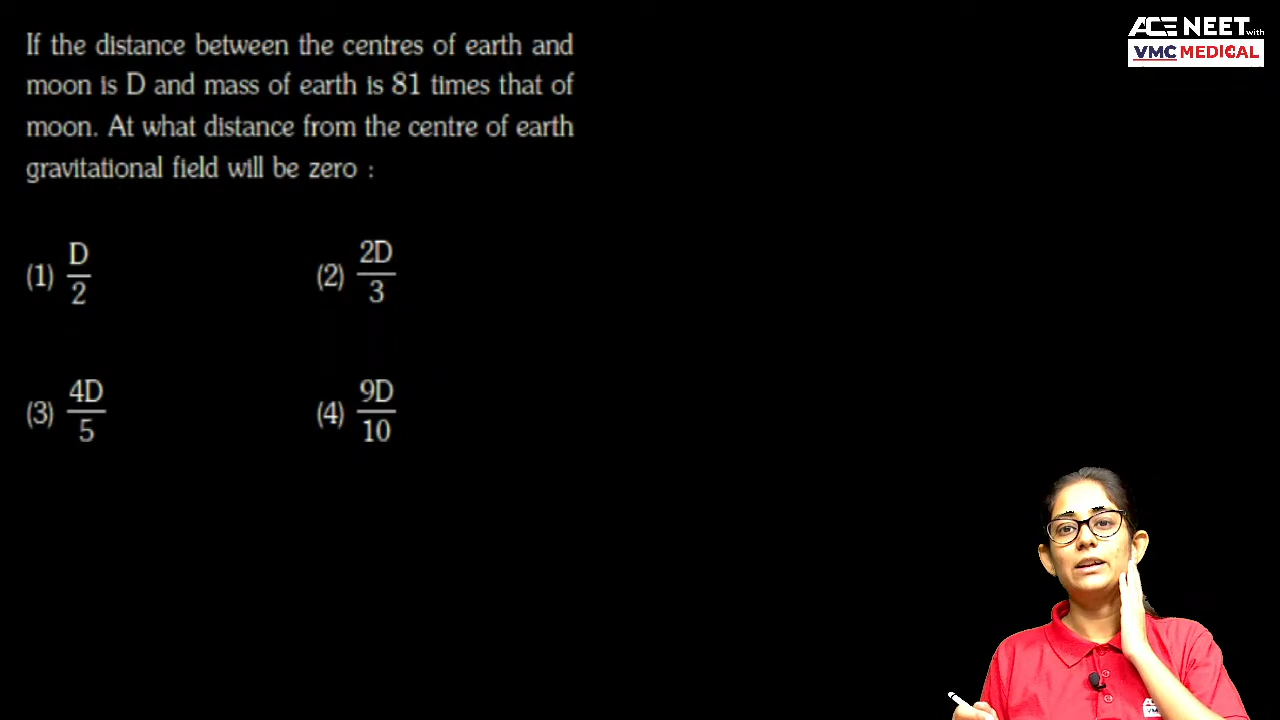 ACE NEET with
VMC MEDICAL
If the distance between the centres of earth and
moon is D and mass of earth is 81 times that of
moon. At what distance from the centre of earth
gravitational field will be zero :
(1) D/2 (2) 2D/3
(3) 4D/5 (4) 9D/10